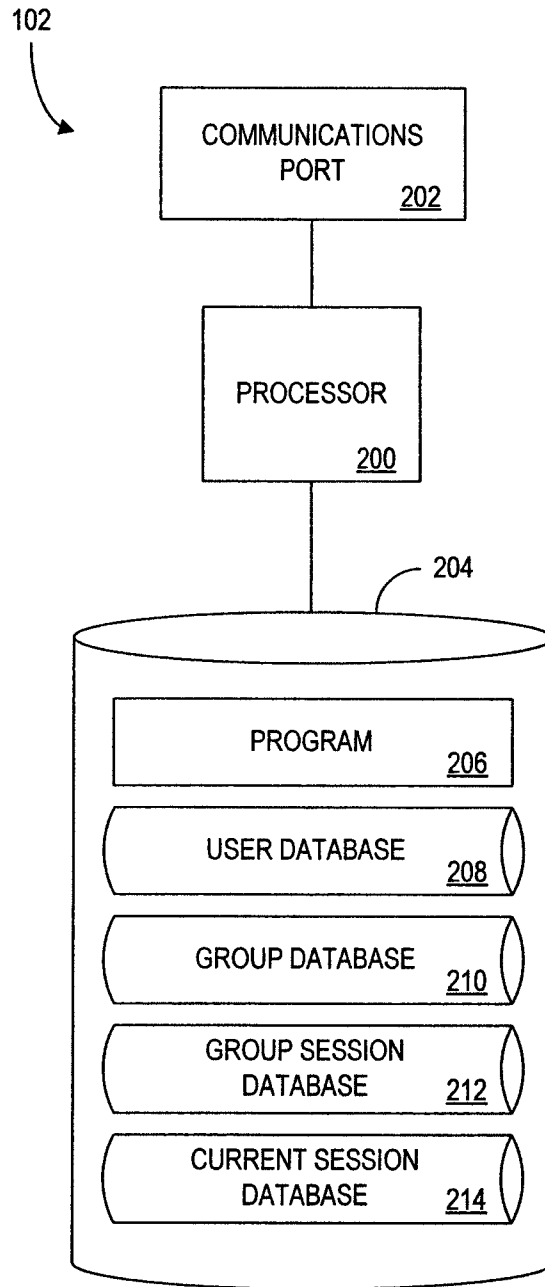 102
COMMUNICATIONS
PORT
202
PROCESSOR
200
204
PROGRAM
206
USER DATABASE
208
GROUP DATABASE
210
GROUP SESSION
DATABASE
212
CURRENT SESSION
DATABASE
214